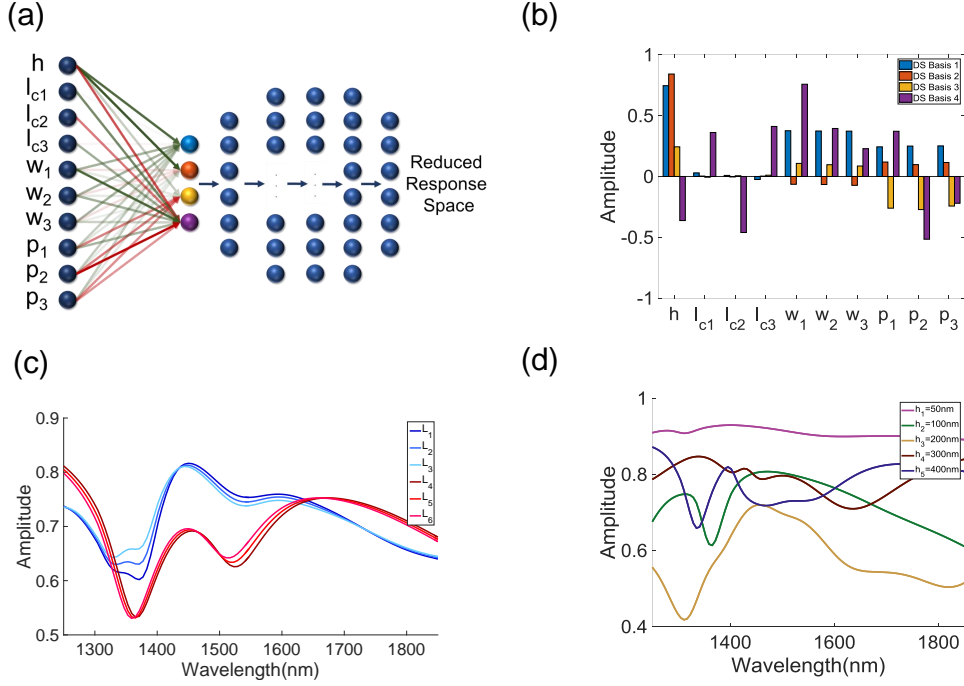 (a)
h
l_c1
l_c2
l_c3
w_1
w_2
w_3
p_1
p_2
p_3
Reduced
Response
Space
(b)
1
0.5
0
-0.5
-1
Amplitude
DS Basis 1
DS Basis 2
DS Basis 3
DS Basis 4
h l_c1 l_c2 l_c3 w_1 w_2 w_3 p_1 p_2 p_3
(c)
0.9
0.8
0.7
0.6
0.5
Amplitude
L_1
L_2
L_3
L_4
L_5
L_6
1300 1400 1500 1600 1700 1800
Wavelength(nm)
(d)
1
0.8
0.6
0.4
Amplitude
h_1=50nm
h_2=100nm
h_3=200nm
h_4=300nm
h_5=400nm
1400 1600 1800
Wavelength(nm)